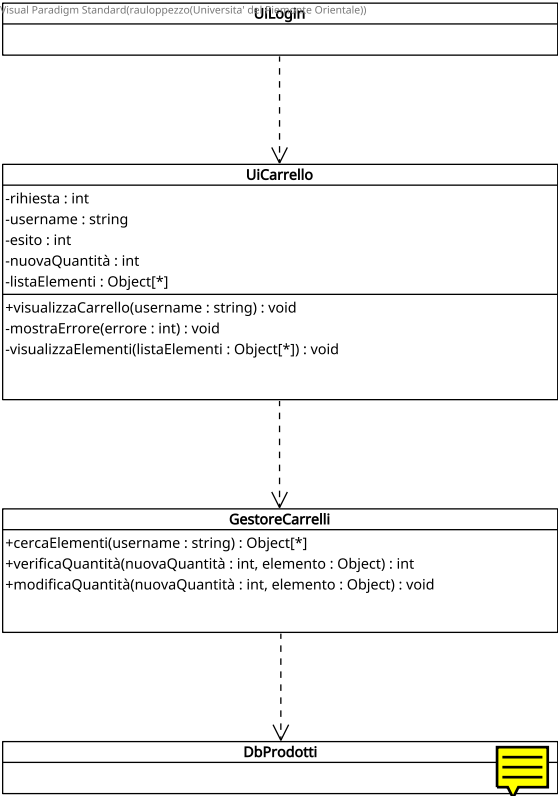 Visual Paradigm Standard(rauloppezzo(Universita' del Piemonte Orientale))
UiLogin
UiCarrello
-rihiesta : int
-username : string
-esito : int
-nuovaQuantità : int
-listaElementi : Object[*]
+visualizzaCarrello(username : string) : void
-mostraErrore(errore : int) : void
-visualizzaElementi(listaElementi : Object[*]) : void
GestoreCarrelli
+cercaElementi(username : string) : Object[*]
+verificaQuantità(nuovaQuantità : int, elemento : Object) : int
+modificaQuantità(nuovaQuantità : int, elemento : Object) : void
DbProdotti